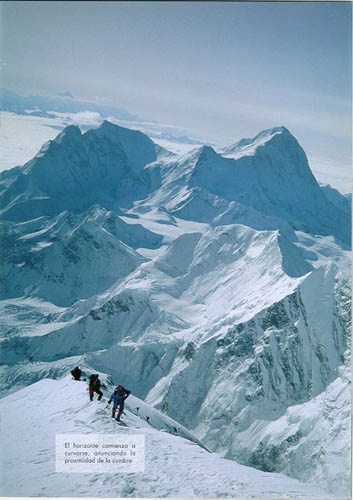 El horizonte comienza a
curvarse, anunciando la
proximidad de la cumbre.